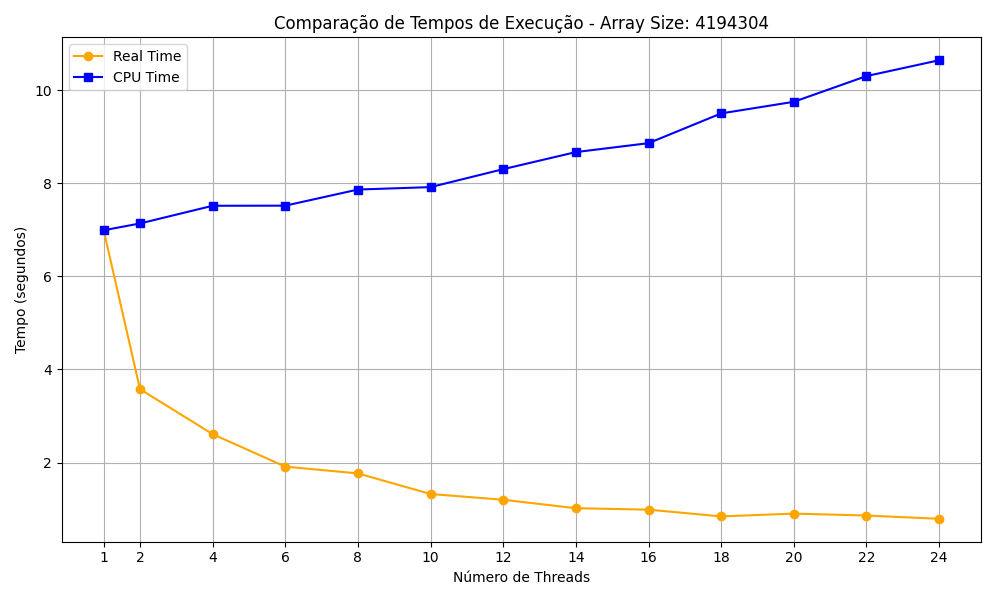 Comparação de Tempos de Execução - Array Size: 4194304
Real Time
CPU Time
Tempo (segundos)
10
8
6
4
2
1 2 4 6 8 10 12 14 16 18 20 22 24
Número de Threads